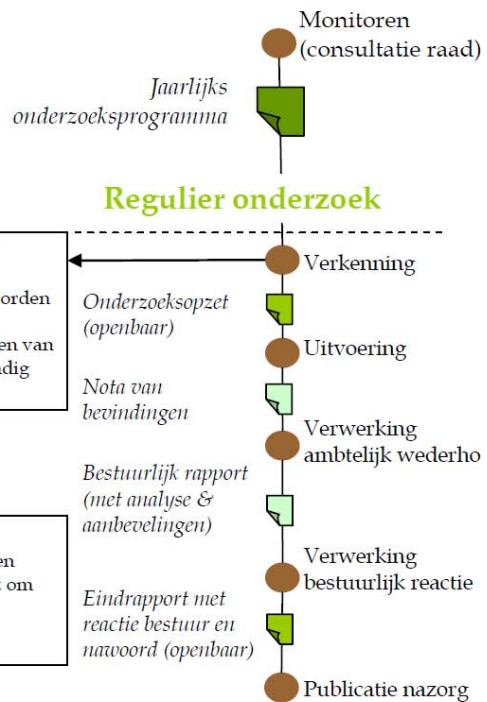 Monitoren
(consultatie raad)
Jaarlijks
onderzoeksprogramma
Regulier onderzoek
Verkenning
orden
en van
dig
Onderzoeksopzet
(openbaar)
Uitvoering
Nota van
bevindingen
Verwerking
ambtelijk wederho
Bestuurlijk rapport
(met analyse &
aanbevelingen)
en
om
Verwerking
bestuurlijk reactie
Eindrapport met
reactie bestuur en
nawoord (openbaar)
Publicatie nazorg